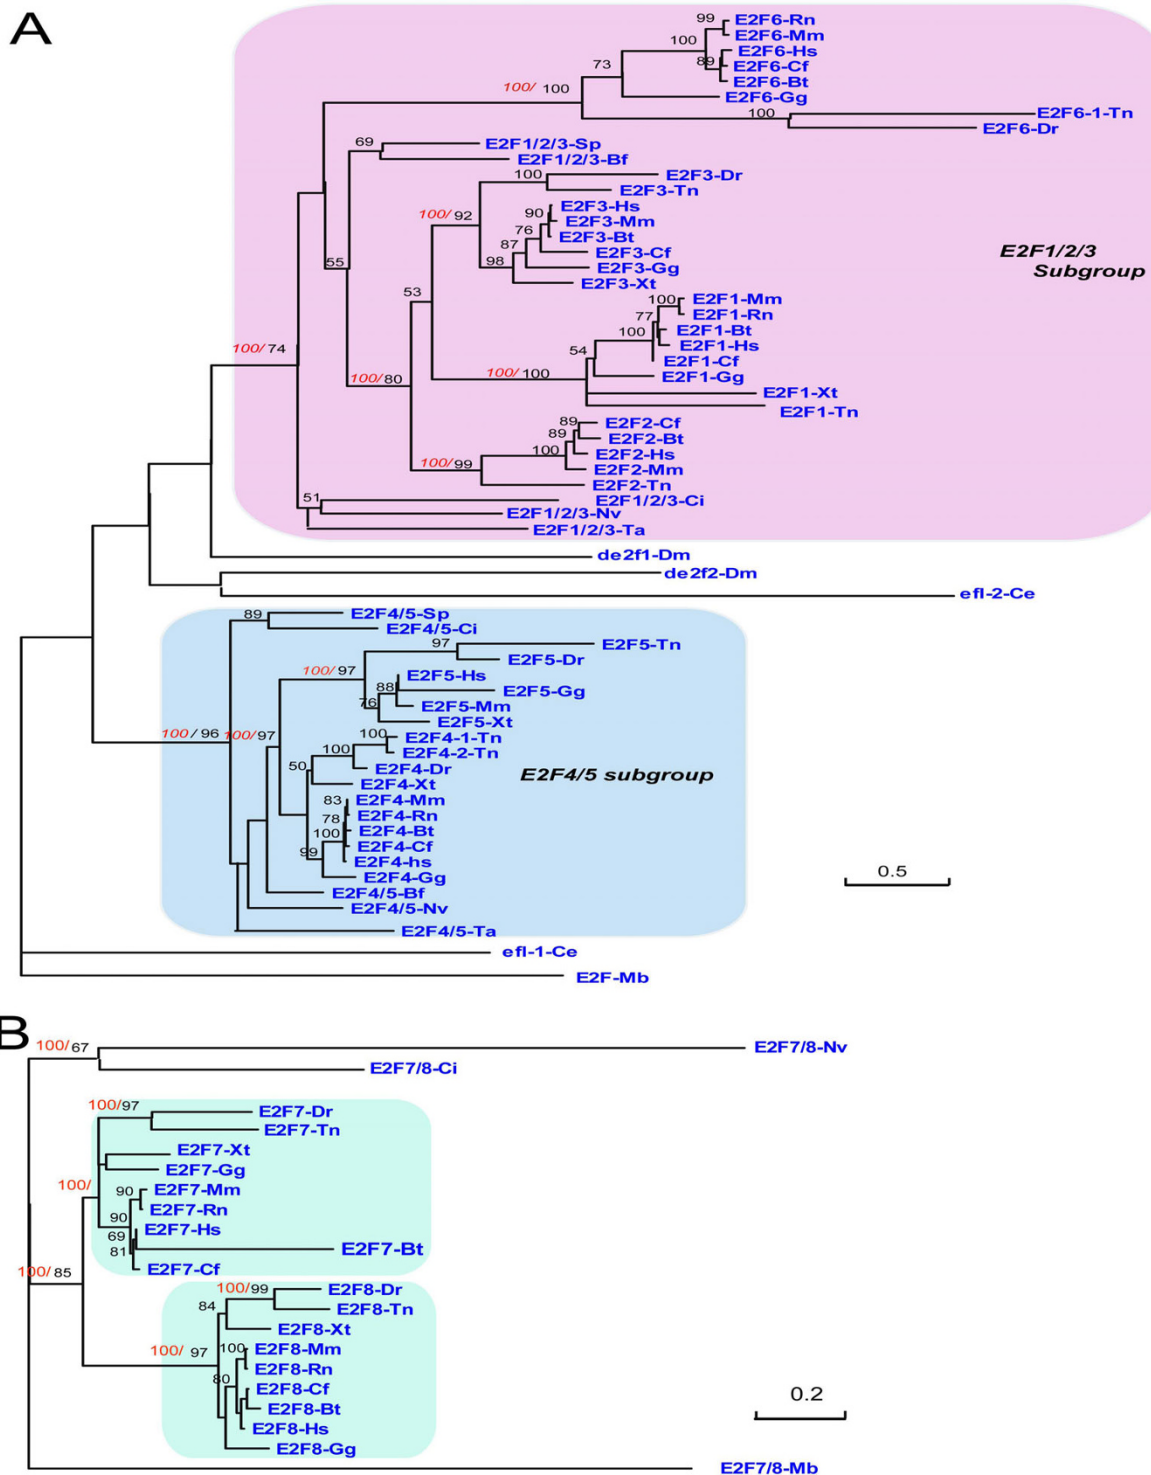 A
99 E2F6-Rn
E2F6-Mm
100 E2F6-Hs
73 89 E2F6-Cf
E2F6-Bt
100/ 100 E2F6-Gg
100 E2F6-1-Tn
E2F6-Dr
69 E2F1/2/3-Sp
E2F1/2/3-Bf
100 E2F3-Dr
E2F3-Tn
90 E2F3-Hs
100/ 92 E2F3-Mm
76 E2F3-Bt
87 E2F3-Cf
55 98 E2F3-Gg
E2F3-Xt
E2F1/2/3
Subgroup
53 100 E2F1-Mm
77 E2F1-Rn
100 E2F1-Bt
E2F1-Hs
100/ 74 54 E2F1-Cf
100/ 80 100/ 100 E2F1-Gg
E2F1-Xt
E2F1-Tn
89 E2F2-Cf
89 E2F2-Bt
100 E2F2-Hs
100/ 99 E2F2-Mm
E2F2-Tn
51 E2F1/2/3-Ci
E2F1/2/3-Nv
E2F1/2/3-Ta
de2f1-Dm
de2f2-Dm
efl-2-Ce
89 E2F4/5-Sp
E2F4/5-Ci
97 E2F5-Tn
E2F5-Dr
100/ 97 E2F5-Hs
88 E2F5-Gg
76 E2F5-Mm
E2F5-Xt
100/ 96 100/ 97 100 E2F4-1-Tn
100 E2F4-2-Tn
50 E2F4-Dr
E2F4/5 subgroup
E2F4-Xt
83 E2F4-Mm
78 E2F4-Rn
100 E2F4-Bt
99 E2F4-Cf
E2F4-hs
E2F4-Gg
0.5
E2F4/5-Bf
E2F4/5-Nv
E2F4/5-Ta
efl-1-Ce
E2F-Mb
B
100/ 67 E2F7/8-Nv
E2F7/8-Ci
100/ 97 E2F7-Dr
E2F7-Tn
E2F7-Xt
E2F7-Gg
100/ 90 E2F7-Mm
E2F7-Rn
90 E2F7-Hs
69
81 E2F7-Bt
E2F7-Cf
100/ 85 100/ 99 E2F8-Dr
84 E2F8-Tn
E2F8-Xt
100/ 97 100 E2F8-Mm
E2F8-Rn
80 E2F8-Cf
E2F8-Bt
E2F8-Hs
E2F8-Gg
0.2
E2F7/8-Mb